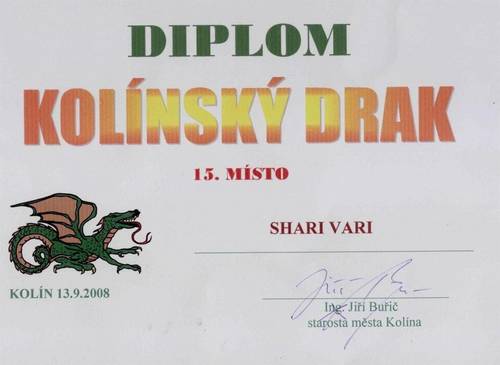 DIPLOM
KOLÍNSKÝ DRAK
15. MÍSTO
SHARI VARI
KOLÍN 13.9.2008
Ing. Jiří Buřič
starosta města Kolína